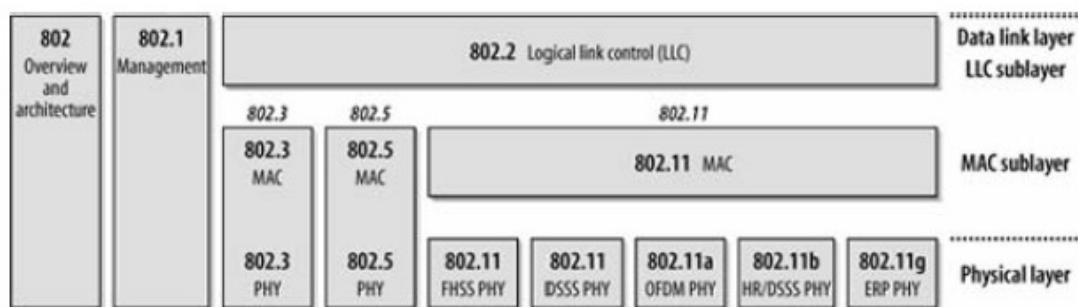 802
Overview
and
architecture
802.1
Management
802.2 Logical link control (LLC)
Data link layer
LLC sublayer
802.3
802.5
802.11
802.3
MAC
802.5
MAC
802.11 MAC
MAC sublayer
802.3
PHY
802.5
PHY
802.11
FHSS PHY
802.11
DSSS PHY
802.11a
OFDM PHY
802.11b
HR/DSSS PHY
802.11g
ERP PHY
Physical layer